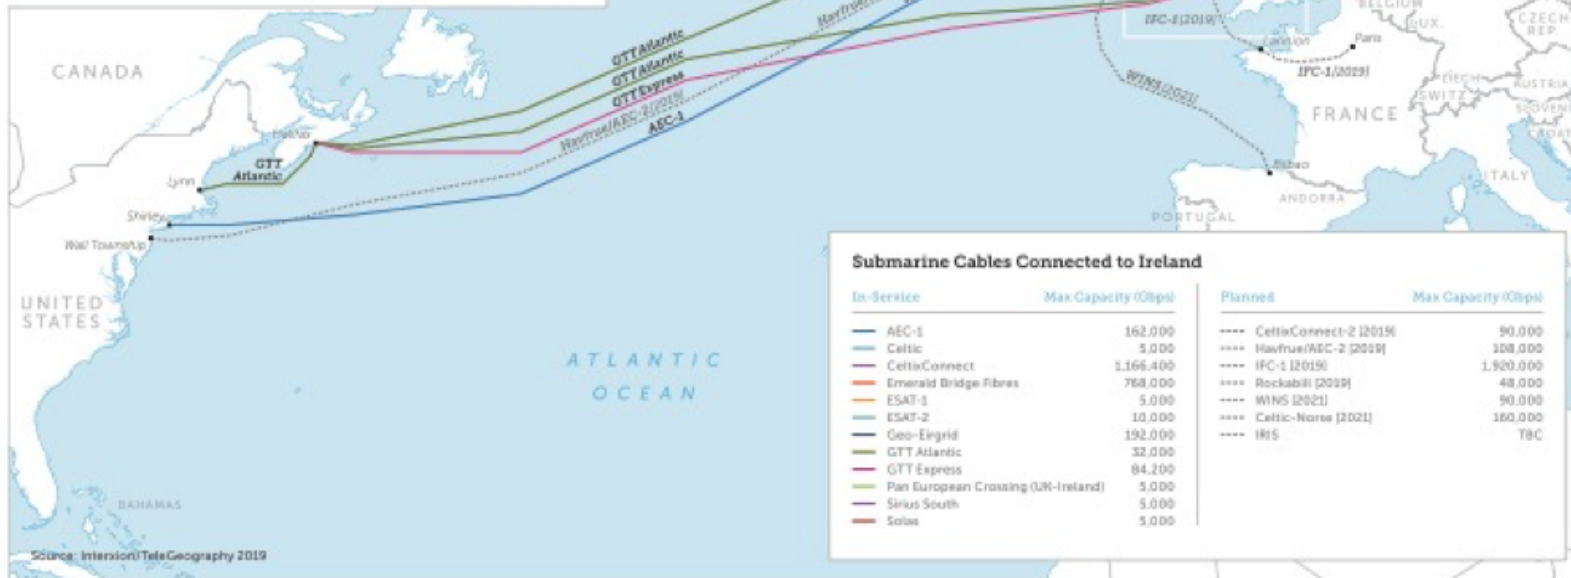 BELGIUM
LUX.
CZECH
REP.
IFC-1(2019)
Lannion
Paris
IFC-1(2019)
LIECH
SWITZ
AUSTRIA
FRANCE
WINS (2021)
Bilbao
ITALY
ANDORRA
PORTUGAL
CANADA
GTT Atlantic
GTT Atlantic
GTT Express
Havfrue/AEC-2(2019)
AEC-1
Halifax
GTT
Atlantic
Lynn
Shirley
Wall Township
UNITED
STATES
ATLANTIC
OCEAN
BAHAMAS
Source: Interxion/TeleGeography 2019
Submarine Cables Connected to Ireland
In-Service Max Capacity (Gbps)
AEC-1 162,000
Celtic 5,000
CeltixConnect 1,166,400
Emerald Bridge Fibres 768,000
ESAT-1 5,000
ESAT-2 10,000
Geo-Eirgrid 192,000
GTT Atlantic 32,000
GTT Express 84,200
Pan European Crossing (UK-Ireland) 5,000
Sirius South 5,000
Solas 5,000
Planned Max Capacity (Gbps)
CeltixConnect-2 (2019) 90,000
Havfrue/AEC-2 (2019) 108,000
IFC-1 (2019) 1,920,000
Rockabill (2019) 48,000
WINS (2021) 90,000
Celtic-Norse (2021) 160,000
IRIS TBC